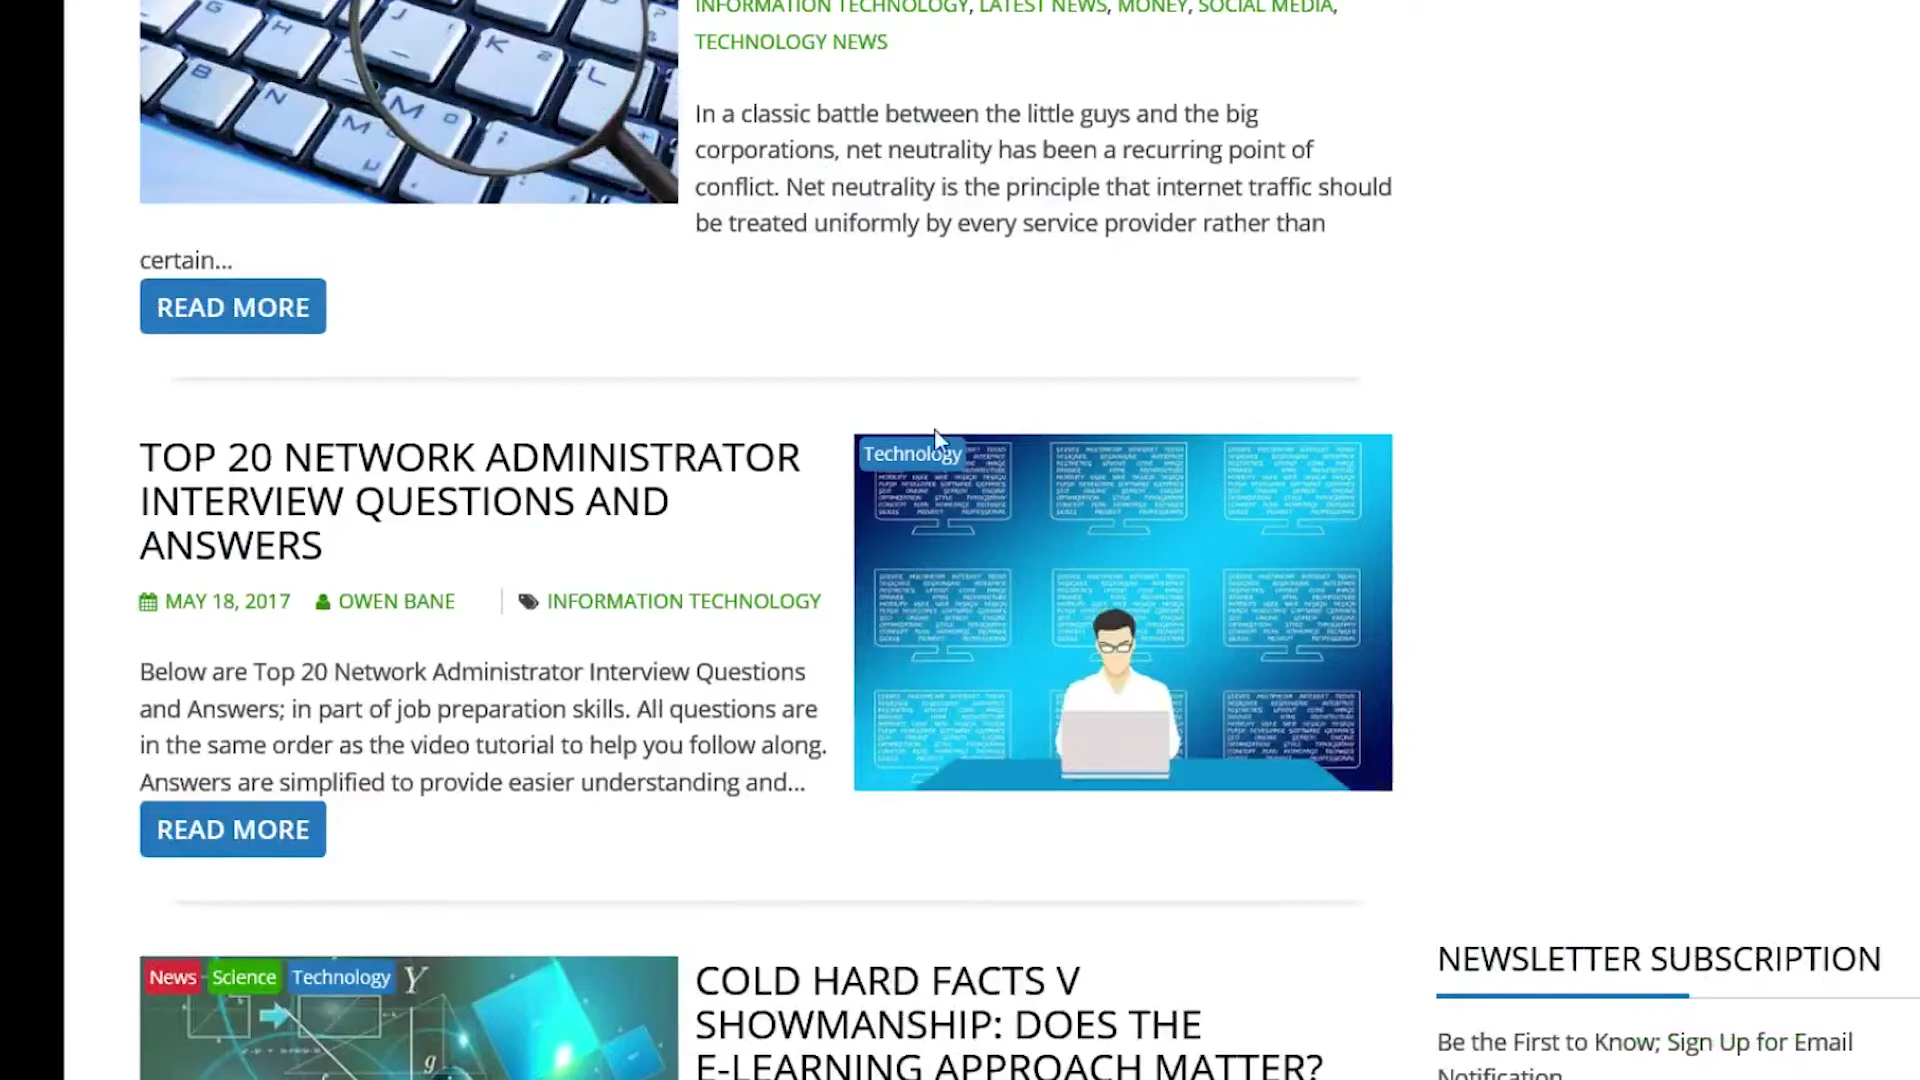 INFORMATION TECHNOLOGY, LATEST NEWS, MONEY, SOCIAL MEDIA,
TECHNOLOGY NEWS
In a classic battle between the little guys and the big
corporations, net neutrality has been a recurring point of
conflict. Net neutrality is the principle that internet traffic should
be treated uniformly by every service provider rather than
certain...
READ MORE
TOP 20 NETWORK ADMINISTRATOR
INTERVIEW QUESTIONS AND
ANSWERS
MAY 18, 2017 OWEN BANE INFORMATION TECHNOLOGY
Below are Top 20 Network Administrator Interview Questions
and Answers; in part of job preparation skills. All questions are
in the same order as the video tutorial to help you follow along.
Answers are simplified to provide easier understanding and...
READ MORE
Technology
News Science Technology
COLD HARD FACTS V
SHOWMANSHIP: DOES THE
E-LEARNING APPROACH MATTER?
NEWSLETTER SUBSCRIPTION
Be the First to Know; Sign Up for Email
Notification